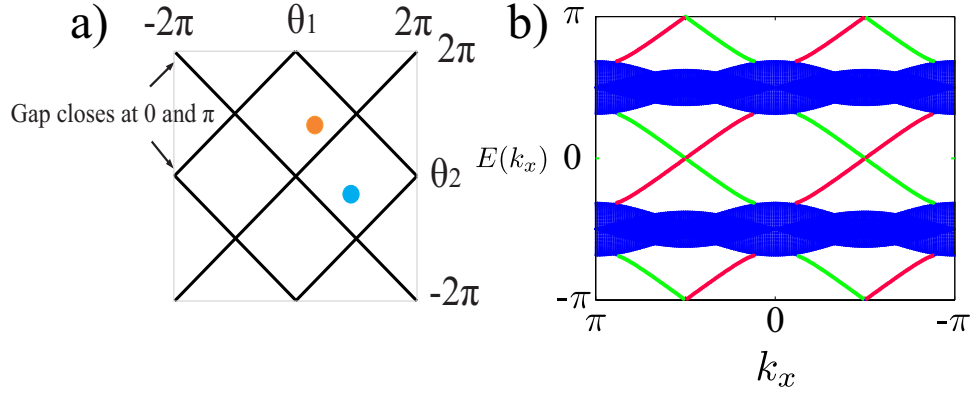 a)
-2π θ1 2π
2π
Gap closes at 0 and π
θ2
-2π
b)
π
E(kx) 0
-π
π 0 -π
kx